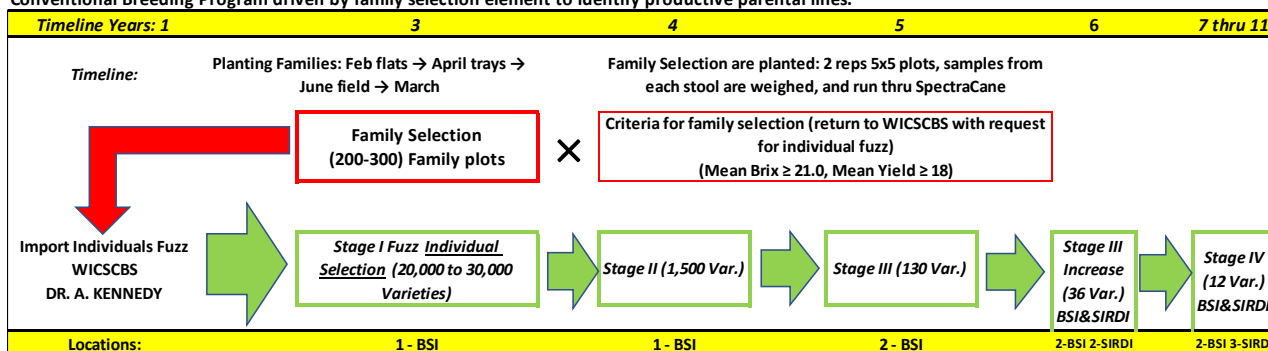 Conventional Breeding Program driven by family selection element to identify productive parental lines.
Timeline Years: 1 3 4 5 6 7 thru 11
Timeline:
Planting Families: Feb flats → April trays →
June field → March
Family Selection are planted: 2 reps 5x5 plots, samples from
each stool are weighed, and run thru SpectraCane
Family Selection
(200-300) Family plots
×
Criteria for family selection (return to WICSCBS with request
for individual fuzz)
(Mean Brix ≥ 21.0, Mean Yield ≥ 18)
Import Individuals Fuzz
WICSCBS
DR. A. KENNEDY
Stage I Fuzz Individual
Selection (20,000 to 30,000
Varieties)
Stage II (1,500 Var.)
Stage III (130 Var.)
Stage III
Increase
(36 Var.)
BSI&SIRDI
Stage IV
(12 Var.)
BSI&SIRDI
Locations: 1 - BSI 1 - BSI 2 - BSI 2-BSI 2-SIRDI 2-BSI 3-SIRD